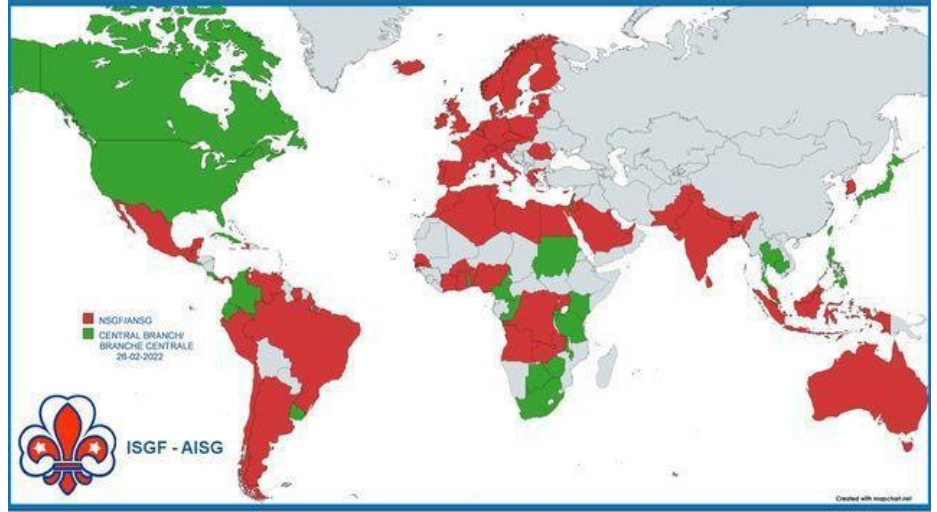 NSGF/ANSG
CENTRAL BRANCH/
BRANCHE CENTRALE
26-02-2022
ISGF - AISG
Created with mapchart.net